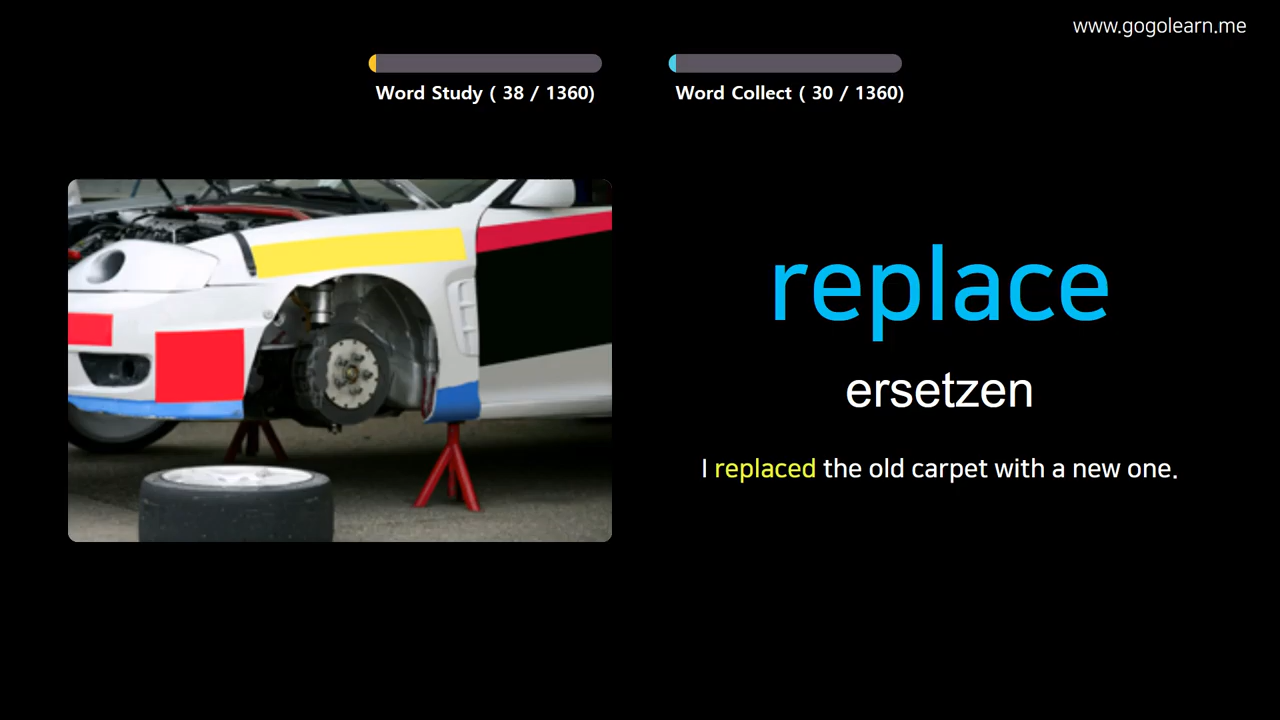 www.gogolearn.me
Word Study ( 38 / 1360)
Word Collect ( 30 / 1360)
replace
ersetzen
I replaced the old carpet with a new one.